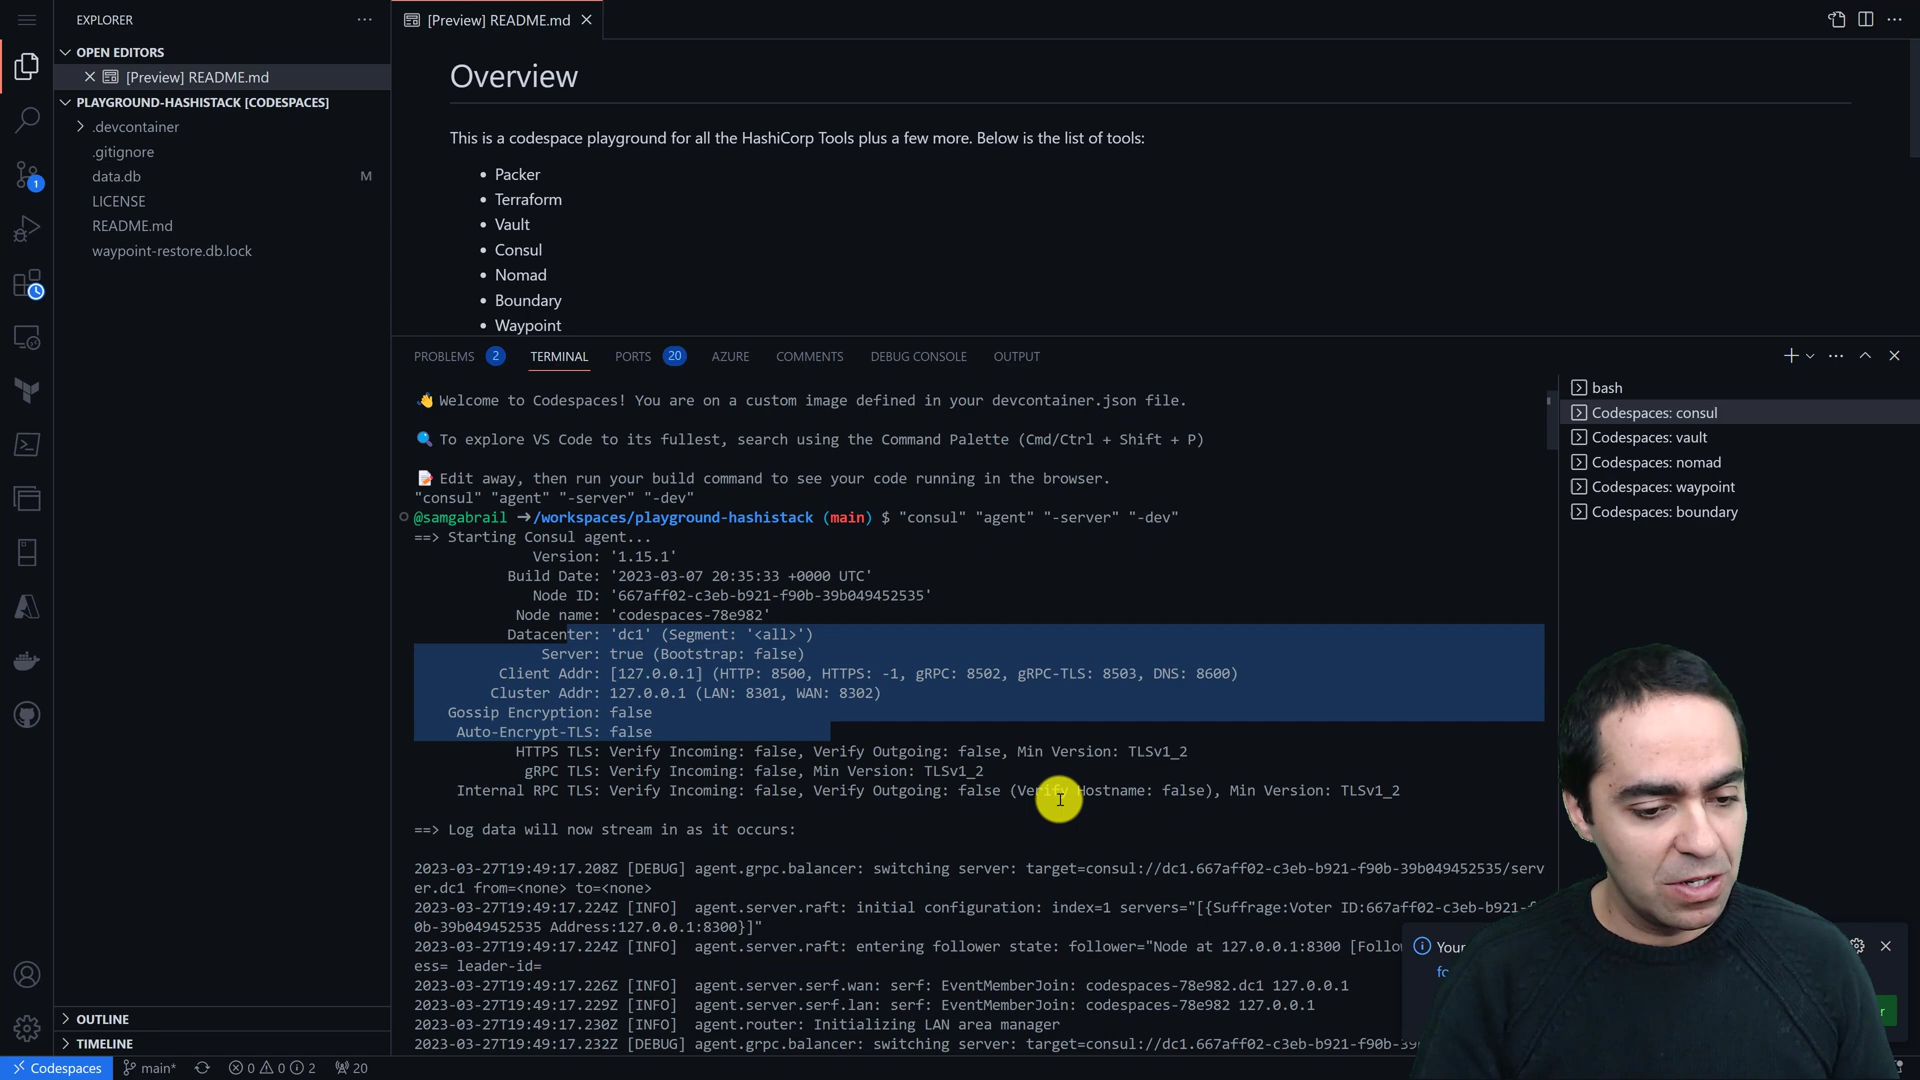 EXPLORER
OPEN EDITORS
[Preview] README.md
PLAYGROUND-HASHISTACK [CODESPACES]
.devcontainer
.gitignore
data.db M
LICENSE
README.md
waypoint-restore.db.lock
OUTLINE
TIMELINE
1
[Preview] README.md
Overview
This is a codespace playground for all the HashiCorp Tools plus a few more. Below is the list of tools:
• Packer
• Terraform
• Vault
• Consul
• Nomad
• Boundary
• Waypoint
PROBLEMS 2 TERMINAL PORTS 20 AZURE COMMENTS DEBUG CONSOLE OUTPUT
👋 Welcome to Codespaces! You are on a custom image defined in your devcontainer.json file.
🔍 To explore VS Code to its fullest, search using the Command Palette (Cmd/Ctrl + Shift + P)
📝 Edit away, then run your build command to see your code running in the browser.
"consul" "agent" "-server" "-dev"
@samgabrail ➜/workspaces/playground-hashistack (main) $ "consul" "agent" "-server" "-dev"
==> Starting Consul agent...
Version: '1.15.1'
Build Date: '2023-03-07 20:35:33 +0000 UTC'
Node ID: '667aff02-c3eb-b921-f90b-39b049452535'
Node name: 'codespaces-78e982'
Datacenter: 'dc1' (Segment: '<all>')
Server: true (Bootstrap: false)
Client Addr: [127.0.0.1] (HTTP: 8500, HTTPS: -1, gRPC: 8502, gRPC-TLS: 8503, DNS: 8600)
Cluster Addr: 127.0.0.1 (LAN: 8301, WAN: 8302)
Gossip Encryption: false
Auto-Encrypt-TLS: false
HTTPS TLS: Verify Incoming: false, Verify Outgoing: false, Min Version: TLSv1_2
gRPC TLS: Verify Incoming: false, Min Version: TLSv1_2
Internal RPC TLS: Verify Incoming: false, Verify Outgoing: false (Verify Hostname: false), Min Version: TLSv1_2
==> Log data will now stream in as it occurs:
2023-03-27T19:49:17.208Z [DEBUG] agent.grpc.balancer: switching server: target=consul://dc1.667aff02-c3eb-b921-f90b-39b049452535/serv
er.dc1 from=<none> to=<none>
2023-03-27T19:49:17.224Z [INFO] agent.server.raft: initial configuration: index=1 servers="[{Suffrage:Voter ID:667aff02-c3eb-b921-f
0b-39b049452535 Address:127.0.0.1:8300}]"
2023-03-27T19:49:17.224Z [INFO] agent.server.raft: entering follower state: follower="Node at 127.0.0.1:8300 [Follo
ess= leader-id=
2023-03-27T19:49:17.226Z [INFO] agent.server.serf.wan: serf: EventMemberJoin: codespaces-78e982.dc1 127.0.0.1
2023-03-27T19:49:17.229Z [INFO] agent.server.serf.lan: serf: EventMemberJoin: codespaces-78e982 127.0.0.1
2023-03-27T19:49:17.230Z [INFO] agent.router: Initializing LAN area manager
2023-03-27T19:49:17.232Z [DEBUG] agent.grpc.balancer: switching server: target=consul://dc1.667aff02-c3eb-b921-f90b-39b049
bash
Codespaces: consul
Codespaces: vault
Codespaces: nomad
Codespaces: waypoint
Codespaces: boundary
Your
fo
r
Codespaces main* 0 0 2 20